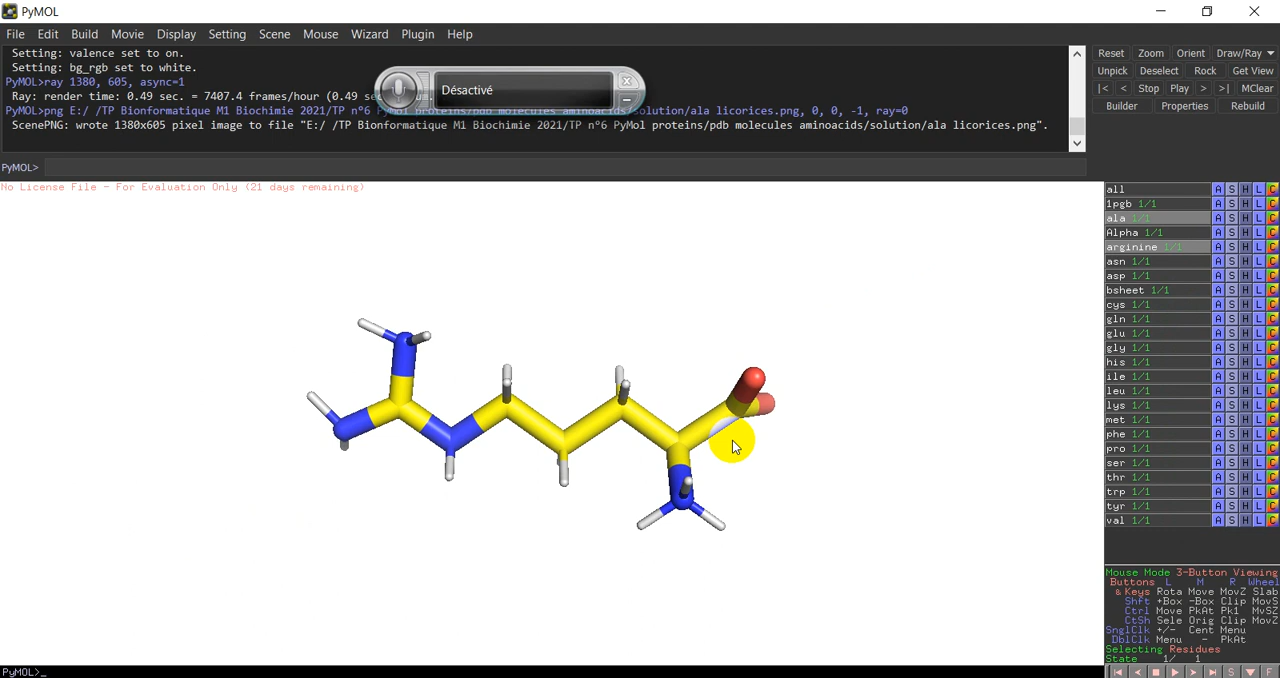 PyMOL
File Edit Build Movie Display Setting Scene Mouse Wizard Plugin Help
Setting: valence set to on.
Setting: bg_rgb set to white.
PyMOL>ray 1380, 605, async=1
Ray: render time: 0.49 sec. = 7407.4 frames/hour (0.49 se
Désactivé
PyMOL>png E:/ /TP Bionformatique M1 Biochimie 2021/TP n°6 PyMol proteins/pdb molecules aminoacids/solution/ala licorices.png, 0, 0, -1, ray=0
ScenePNG: wrote 1380x605 pixel image to file "E:/ /TP Bionformatique M1 Biochimie 2021/TP n°6 PyMol proteins/pdb molecules aminoacids/solution/ala licorices.png".
PyMOL>
Reset Zoom Orient Draw/Ray
Unpick Deselect Rock Get View
|< < Stop Play > >| MClear
Builder Properties Rebuild
No License File - For Evaluation Only (21 days remaining)
all A S H L C
1pgb 1/1 A S H L C
ala 1/1 A S H L C
Alpha 1/1 A S H L C
arginine 1/1 A S H L C
asn 1/1 A S H L C
asp 1/1 A S H L C
bsheet 1/1 A S H L C
cys 1/1 A S H L C
gln 1/1 A S H L C
glu 1/1 A S H L C
gly 1/1 A S H L C
his 1/1 A S H L C
ile 1/1 A S H L C
leu 1/1 A S H L C
lys 1/1 A S H L C
met 1/1 A S H L C
phe 1/1 A S H L C
pro 1/1 A S H L C
ser 1/1 A S H L C
thr 1/1 A S H L C
trp 1/1 A S H L C
tyr 1/1 A S H L C
val 1/1 A S H L C
Mouse Mode 3-Button Viewing
Buttons L M R Wheel
& Keys Rota Move MovZ Slab
Shft +Box -Box Clip MovS
Ctrl Move PkAt Pk1 MvSZ
CtSh Sele Orig Clip MovZ
SnglClk +/- Cent Menu
DblClk Menu - PkAt
Selecting Residues
State 1/ 1
S F
PyMOL>_